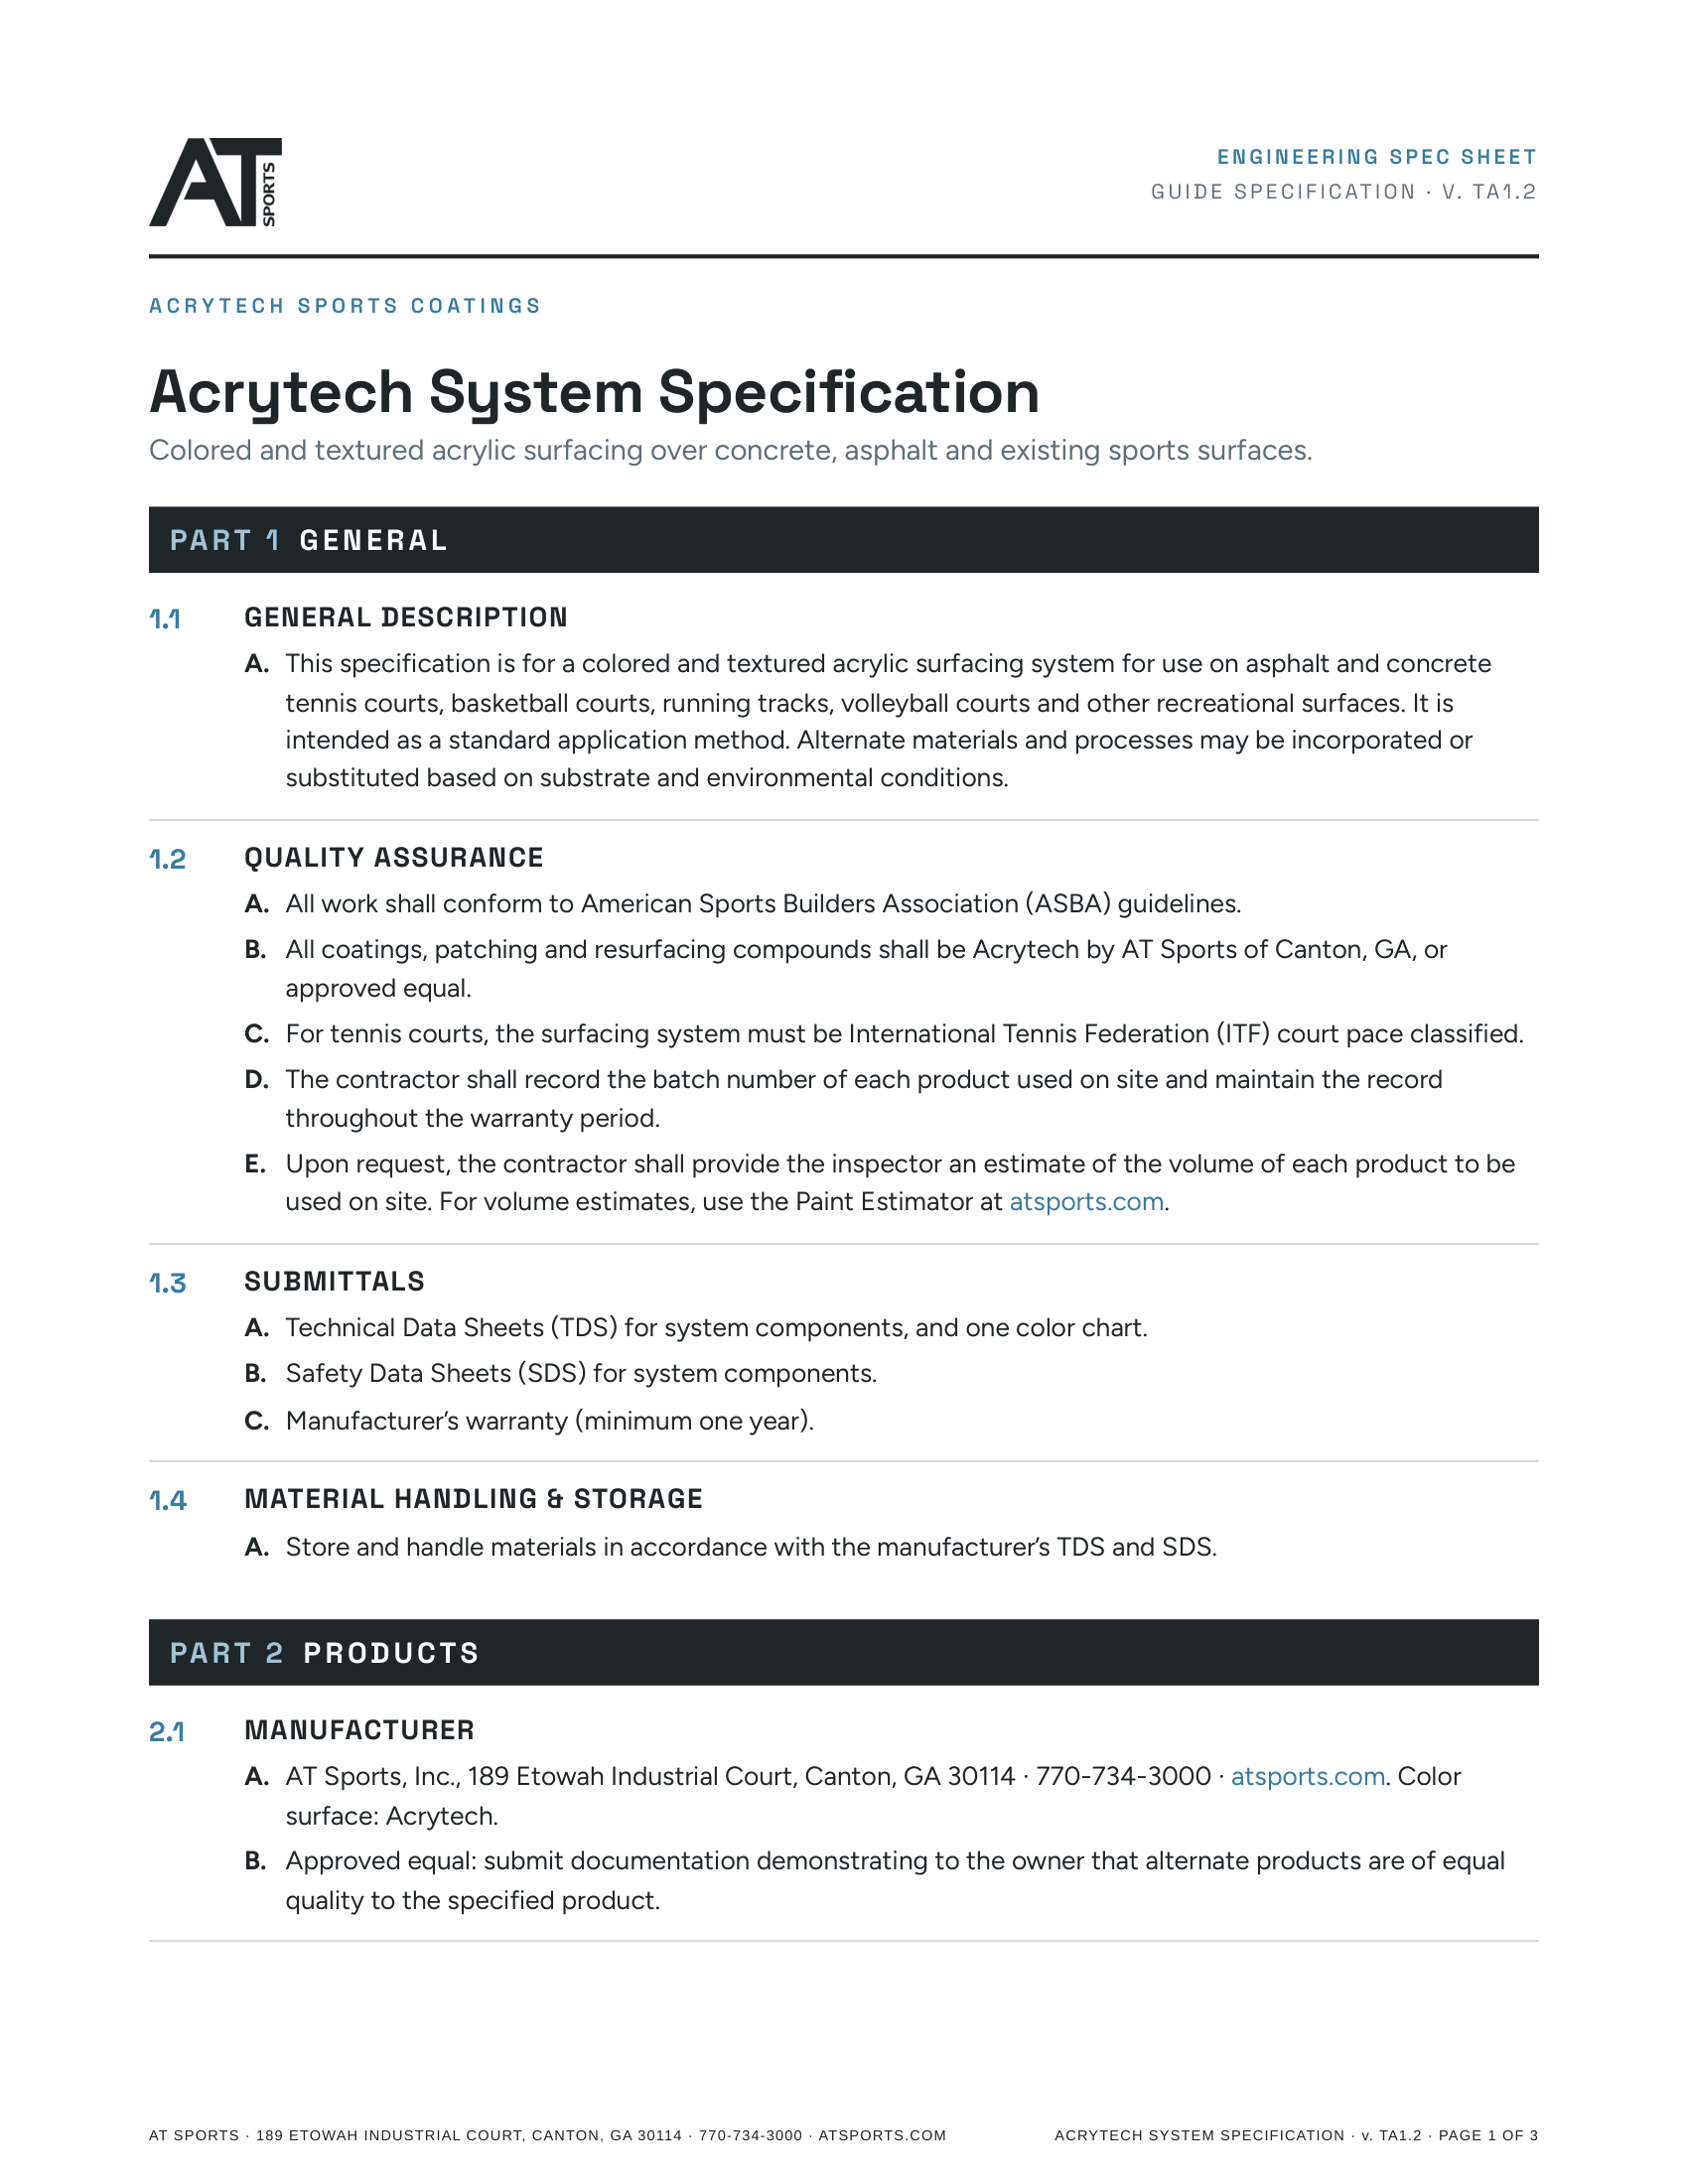 AT SPORTS
ENGINEERING SPEC SHEET
GUIDE SPECIFICATION · V. TA1.2
ACRYTECH SPORTS COATINGS
Acrytech System Specification
Colored and textured acrylic surfacing over concrete, asphalt and existing sports surfaces.
PART 1 GENERAL
1.1 GENERAL DESCRIPTION
A. This specification is for a colored and textured acrylic surfacing system for use on asphalt and concrete
tennis courts, basketball courts, running tracks, volleyball courts and other recreational surfaces. It is
intended as a standard application method. Alternate materials and processes may be incorporated or
substituted based on substrate and environmental conditions.
1.2 QUALITY ASSURANCE
A. All work shall conform to American Sports Builders Association (ASBA) guidelines.
B. All coatings, patching and resurfacing compounds shall be Acrytech by AT Sports of Canton, GA, or
approved equal.
C. For tennis courts, the surfacing system must be International Tennis Federation (ITF) court pace classified.
D. The contractor shall record the batch number of each product used on site and maintain the record
throughout the warranty period.
E. Upon request, the contractor shall provide the inspector an estimate of the volume of each product to be
used on site. For volume estimates, use the Paint Estimator at atsports.com.
1.3 SUBMITTALS
A. Technical Data Sheets (TDS) for system components, and one color chart.
B. Safety Data Sheets (SDS) for system components.
C. Manufacturer’s warranty (minimum one year).
1.4 MATERIAL HANDLING & STORAGE
A. Store and handle materials in accordance with the manufacturer’s TDS and SDS.
PART 2 PRODUCTS
2.1 MANUFACTURER
A. AT Sports, Inc., 189 Etowah Industrial Court, Canton, GA 30114 · 770-734-3000 · atsports.com. Color
surface: Acrytech.
B. Approved equal: submit documentation demonstrating to the owner that alternate products are of equal
quality to the specified product.
AT SPORTS · 189 ETOWAH INDUSTRIAL COURT, CANTON, GA 30114 · 770-734-3000 · ATSPORTS.COM
ACRYTECH SYSTEM SPECIFICATION · v. TA1.2 · PAGE 1 OF 3